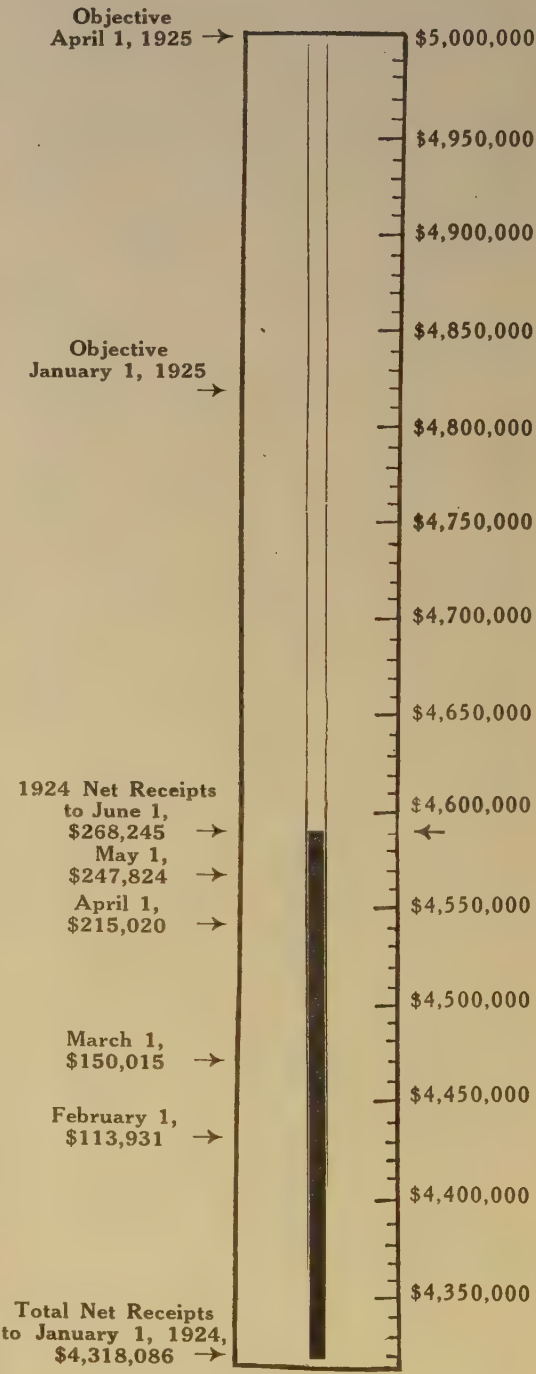 Objective
April 1, 1925 →
$5,000,000
$4,950,000
$4,900,000
$4,850,000
Objective
January 1, 1925
→
$4,800,000
$4,750,000
$4,700,000
$4,650,000
1924 Net Receipts
to June 1,
$268,245 →
$4,600,000
←
May 1,
$247,824 →
April 1,
$215,020 →
$4,550,000
$4,500,000
March 1,
$150,015 →
$4,450,000
February 1,
$113,931 →
$4,400,000
$4,350,000
Total Net Receipts
to January 1, 1924,
$4,318,086 →